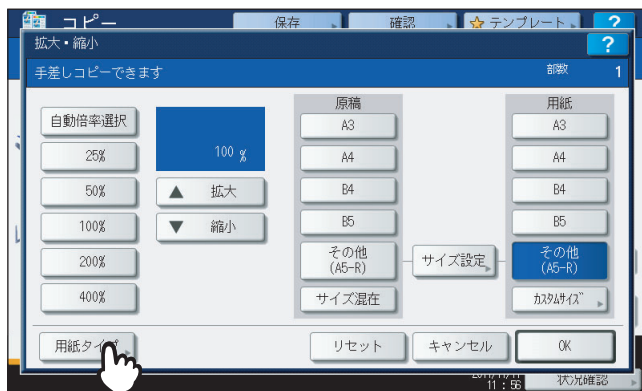 コピー
保存
確認
テンプレート
?
拡大・縮小
?
手差しコピーできます
部数
1
自動倍率選択
25%
50%
100%
200%
400%
100 %
▲ 拡大
▼ 縮小
原稿
A3
A4
B4
B5
その他
(A5-R)
サイズ混在
サイズ設定
用紙
A3
A4
B4
B5
その他
(A5-R)
カスタムサイズ
用紙タイプ
リセット
キャンセル
OK
11:56
状況確認